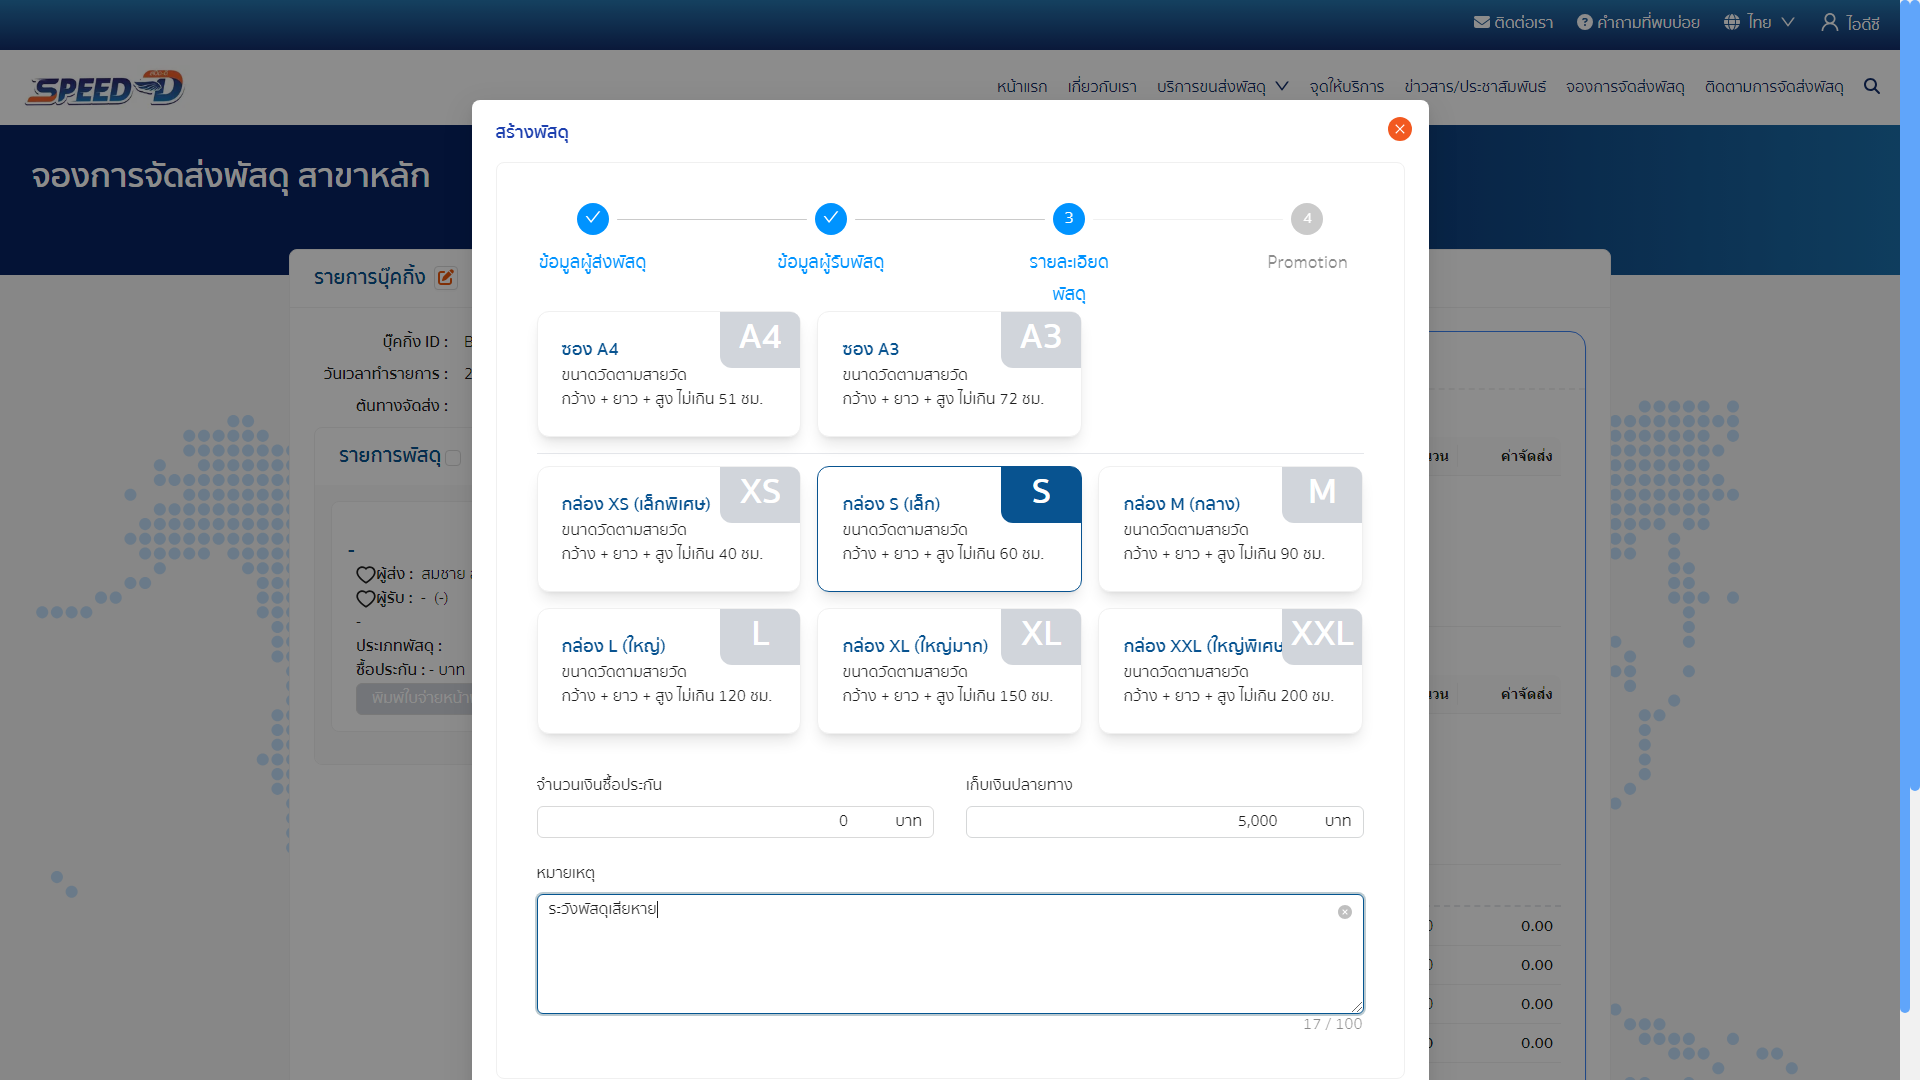 ติดต่อเรา
คำถามที่พบบ่อย
ไทย
ไอดีซี
SPEED-D
หน้าแรก
เกี่ยวกับเรา
บริการขนส่งพัสดุ
จุดให้บริการ
ข่าวสาร/ประชาสัมพันธ์
จองการจัดส่งพัสดุ
ติดตามการจัดส่งพัสดุ
จองการจัดส่งพัสดุ สาขาหลัก
สร้างพัสดุ
3
4
ข้อมูลผู้ส่งพัสดุ
ข้อมูลผู้รับพัสดุ
รายละเอียด
พัสดุ
Promotion
รายการบุ๊คกิ้ง
บุ๊คกิ้ง ID :
วันเวลาทำรายการ : 2
ต้นทางจัดส่ง :
รายการพัสดุ
-
ผู้ส่ง : สมชาย
ผู้รับ : - (-)
-
ประเภทพัสดุ :
ซื้อประกัน : - บาท
พิมพ์ใบจ่ายหน้า
ซอง A4
A4
ขนาดวัดตามสายวัด
กว้าง + ยาว + สูง ไม่เกิน 51 ซม.
ซอง A3
A3
ขนาดวัดตามสายวัด
กว้าง + ยาว + สูง ไม่เกิน 72 ซม.
กล่อง XS (เล็กพิเศษ)
XS
ขนาดวัดตามสายวัด
กว้าง + ยาว + สูง ไม่เกิน 40 ซม.
กล่อง S (เล็ก)
S
ขนาดวัดตามสายวัด
กว้าง + ยาว + สูง ไม่เกิน 60 ซม.
กล่อง M (กลาง)
M
ขนาดวัดตามสายวัด
กว้าง + ยาว + สูง ไม่เกิน 90 ซม.
กล่อง L (ใหญ่)
L
ขนาดวัดตามสายวัด
กว้าง + ยาว + สูง ไม่เกิน 120 ซม.
กล่อง XL (ใหญ่มาก)
XL
ขนาดวัดตามสายวัด
กว้าง + ยาว + สูง ไม่เกิน 150 ซม.
กล่อง XXL (ใหญ่พิเศษ
XXL
ขนาดวัดตามสายวัด
กว้าง + ยาว + สูง ไม่เกิน 200 ซม.
จำนวนเงินซื้อประกัน
0 บาท
เก็บเงินปลายทาง
5,000 บาท
หมายเหตุ
ระวังพัสดุเสียหาย
17 / 100
ค่าจัดส่ง
ค่าจัดส่ง
0.00
0.00
0.00
0.00